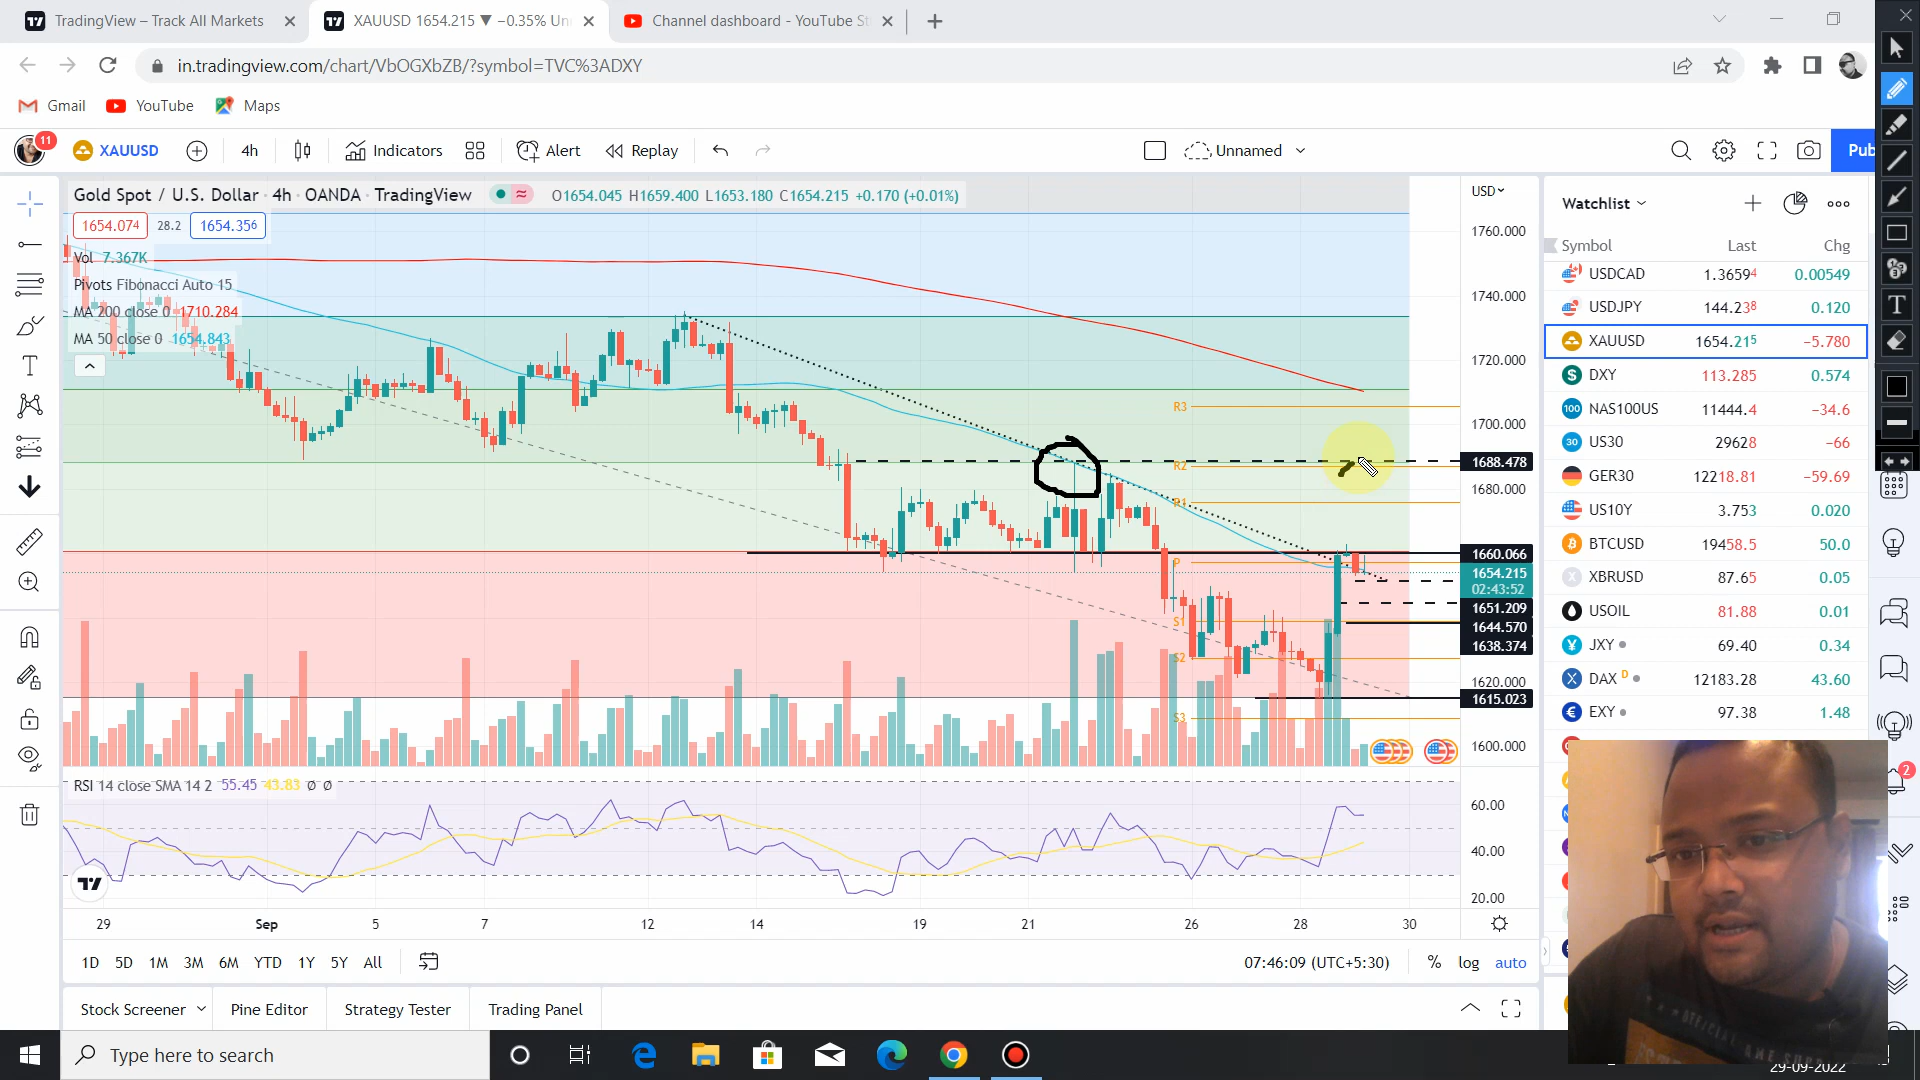 TradingView – Track All Markets
XAUUSD 1654.215 ▼ −0.35% Un
Channel dashboard - YouTube St
in.tradingview.com/chart/VbOGXbZB/?symbol=TVC%3ADXY
Gmail YouTube Maps
11 XAUUSD 4h Indicators Alert Replay Unnamed Pub
Gold Spot / U.S. Dollar · 4h · OANDA · TradingView O1654.045 H1659.400 L1653.180 C1654.215 +0.170 (+0.01%)
1654.074 28.2 1654.356
Vol 7.367K
Pivots Fibonacci Auto 15
MA 200 close 0 1710.284
MA 50 close 0 1654.843
R3
R2
R1
P
S1
S2
S3
USD
1760.000
1740.000
1720.000
1700.000
1688.478
1680.000
1660.066
1654.215
02:43:52
1651.209
1644.570
1638.374
1620.000
1615.023
1600.000
RSI 14 close SMA 14 2 55.45 43.83 ∅ ∅
60.00
40.00
20.00
29 Sep 5 7 12 14 19 21 26 28 30
1D 5D 1M 3M 6M YTD 1Y 5Y All
07:46:09 (UTC+5:30) % log auto
Stock Screener Pine Editor Strategy Tester Trading Panel
Watchlist
Symbol Last Chg
USDCAD 1.36594 0.00549
USDJPY 144.238 0.120
XAUUSD 1654.215 −5.780
DXY 113.285 0.574
NAS100US 11444.4 −34.6
US30 29628 −66
GER30 12218.81 −59.69
US10Y 3.753 0.020
BTCUSD 19458.5 50.0
XBRUSD 87.65 0.05
USOIL 81.88 0.01
JXY 69.40 0.34
DAX D 12183.28 43.60
EXY 97.38 1.48
2
Type here to search
29-09-2022